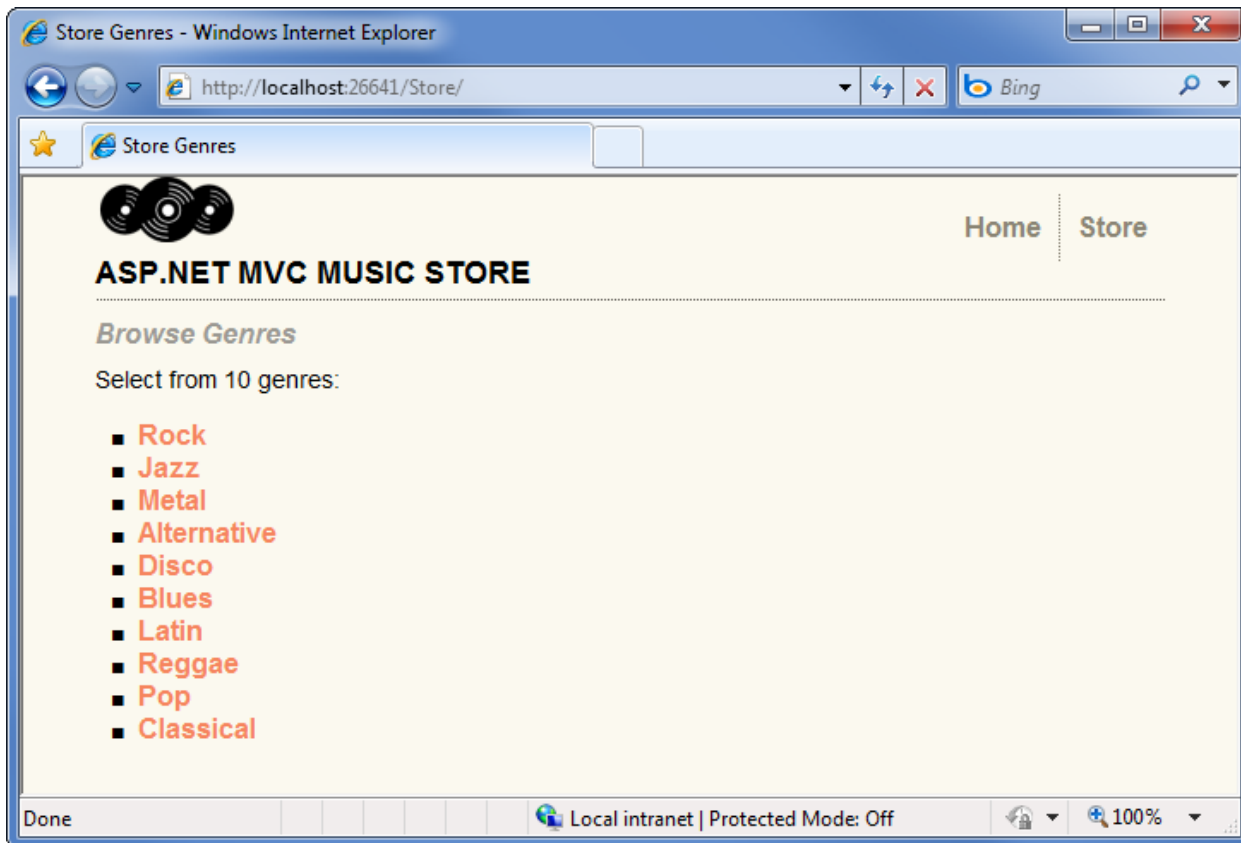 Store Genres - Windows Internet Explorer
http://localhost:26641/Store/
Bing
Store Genres
Home
Store
ASP.NET MVC MUSIC STORE
Browse Genres
Select from 10 genres:
Rock
Jazz
Metal
Alternative
Disco
Blues
Latin
Reggae
Pop
Classical
Done
Local intranet | Protected Mode: Off
100%